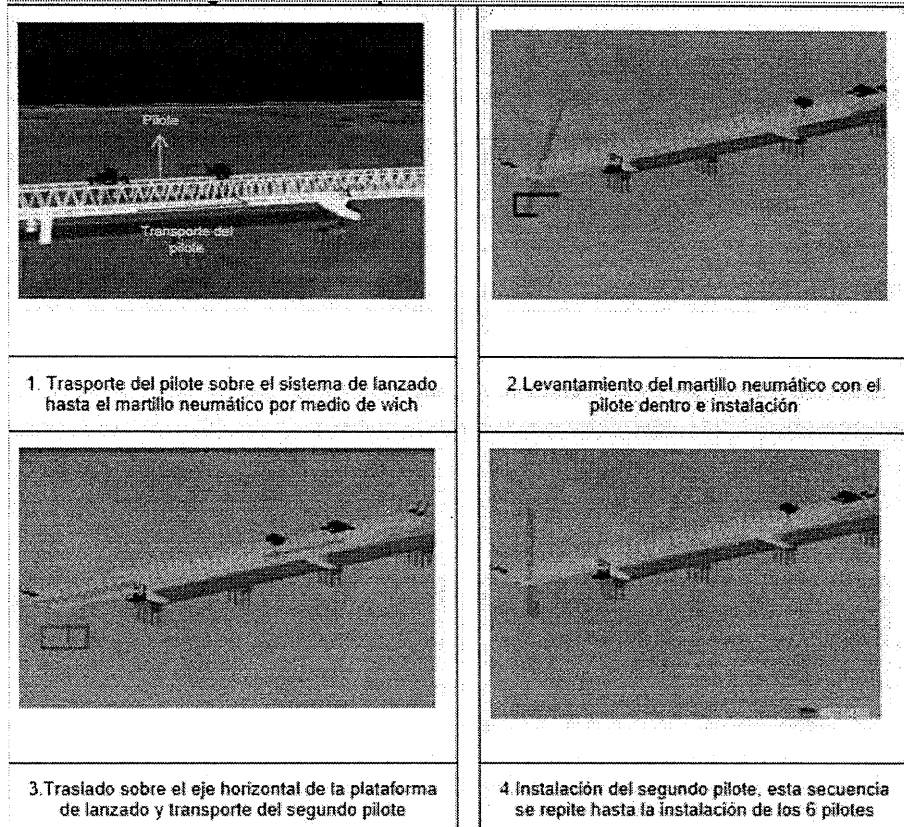 Pilote
Transporte del
pilote
1. Trasporte del pilote sobre el sistema de lanzado
hasta el martillo neumático por medio de wich
2.Levantamiento del martillo neumático con el
pilote dentro e instalación
3.Traslado sobre el eje horizontal de la plataforma
de lanzado y transporte del segundo pilote
4.Instalación del segundo pilote, esta secuencia
se repite hasta la instalación de los 6 pilotes